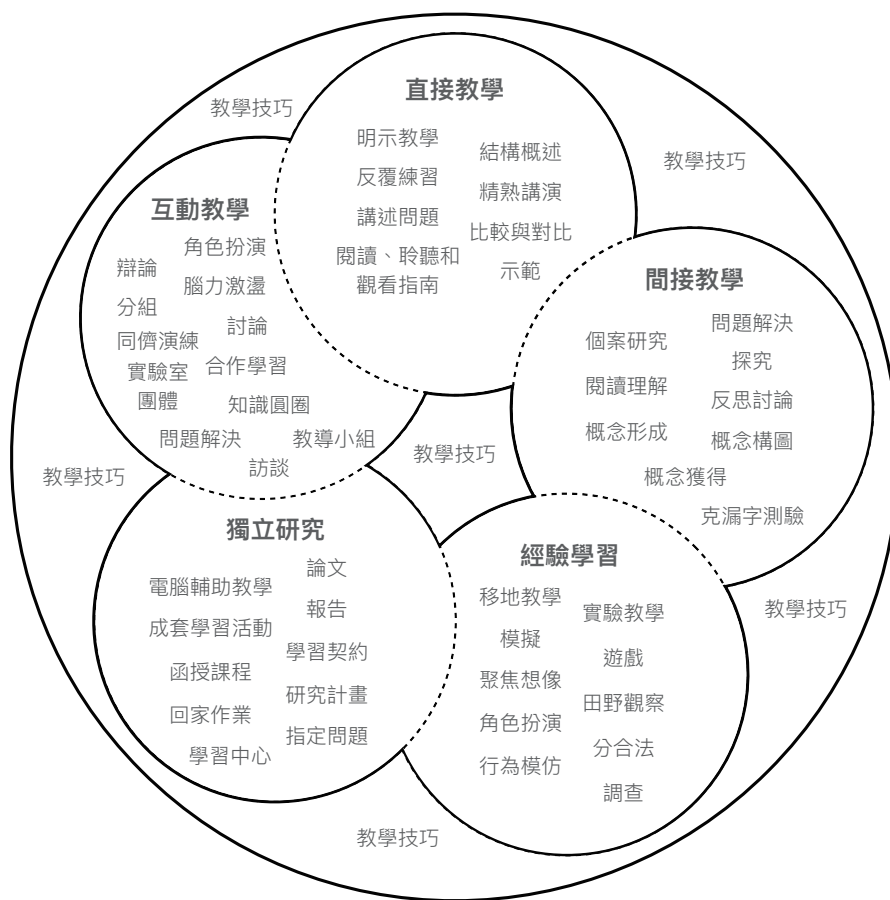 教學技巧
直接教學
明示教學
反覆練習
講述問題
閱讀、聆聽和
觀看指南
結構概述
精熟講演
比較與對比
示範
教學技巧
互動教學
角色扮演
辯論
腦力激盪
分組
討論
同儕演練
合作學習
實驗室
團體
知識圓圈
問題解決
教導小組
訪談
間接教學
問題解決
個案研究
探究
閱讀理解
反思討論
概念形成
概念構圖
概念獲得
克漏字測驗
教學技巧
教學技巧
獨立研究
電腦輔助教學
成套學習活動
函授課程
回家作業
學習中心
論文
報告
學習契約
研究計畫
指定問題
經驗學習
移地教學
模擬
聚焦想像
角色扮演
行為模仿
實驗教學
遊戲
田野觀察
分合法
調查
教學技巧
教學技巧